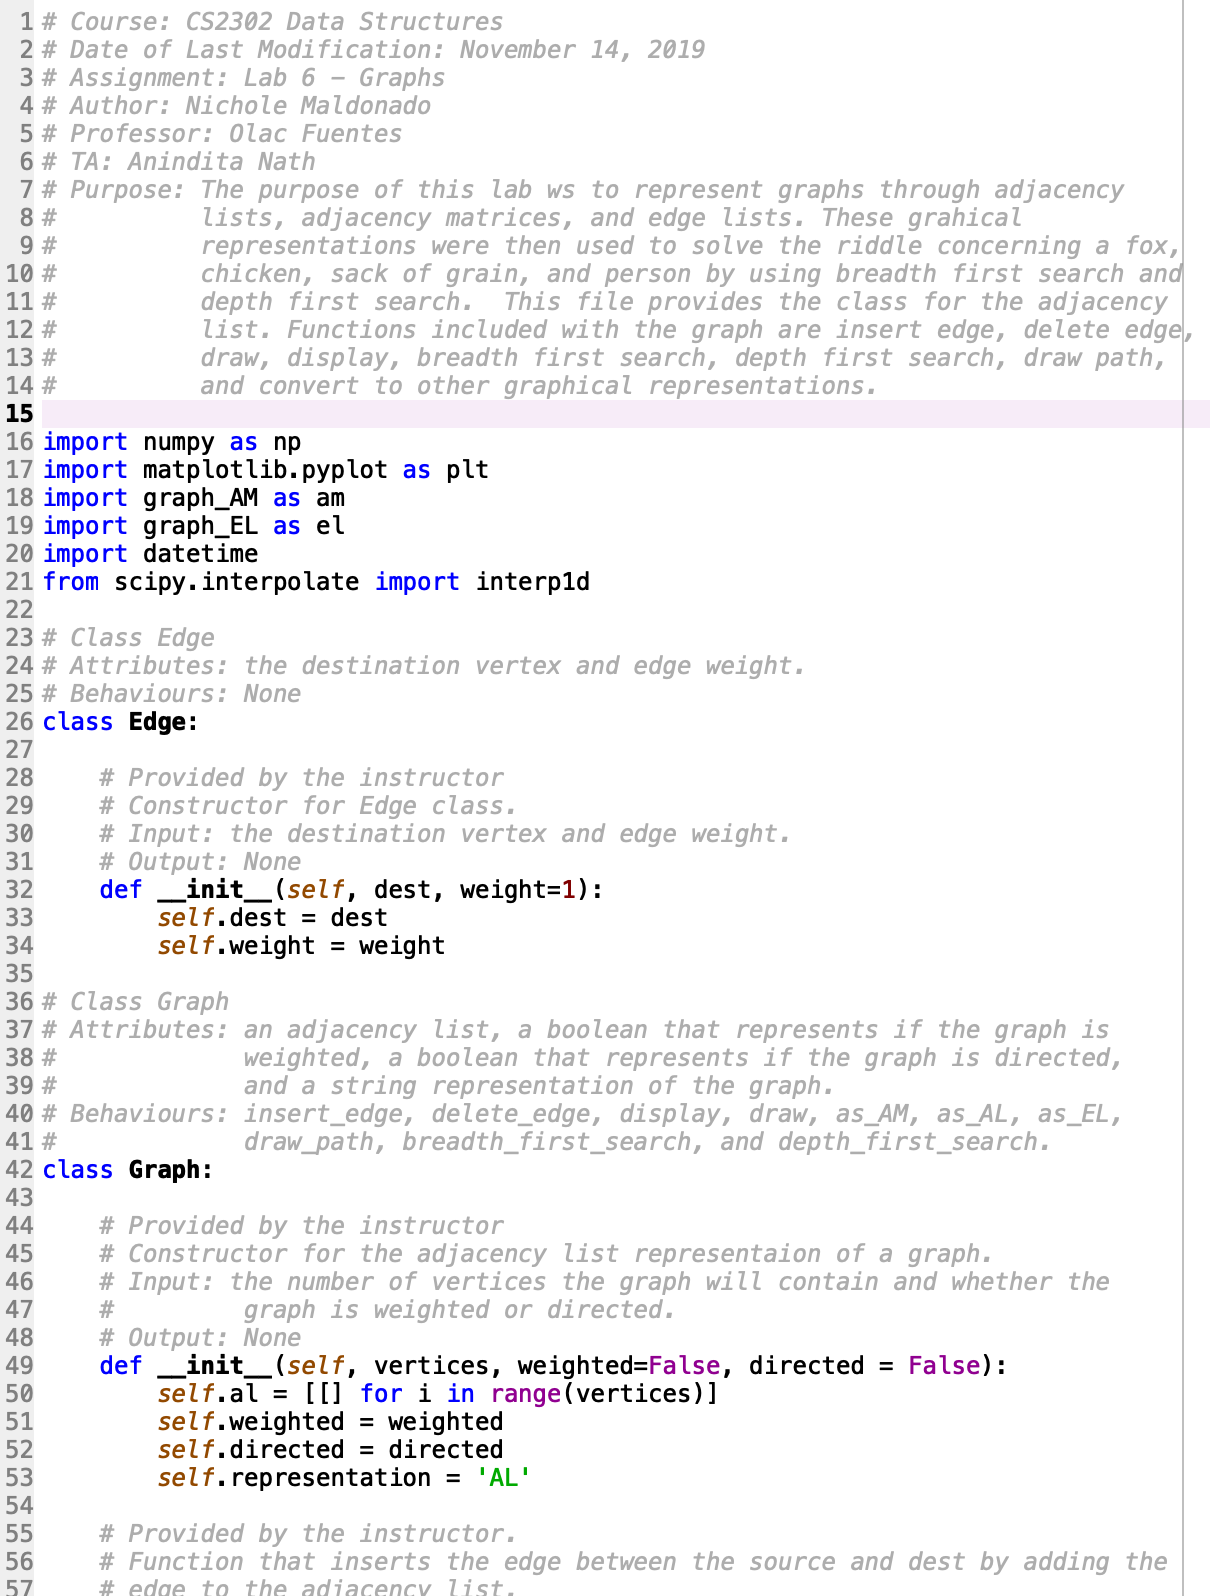 1 # Course: CS2302 Data Structures
2 # Date of Last Modification: November 14, 2019
3 # Assignment: Lab 6 – Graphs
4 # Author: Nichole Maldonado
5 # Professor: Olac Fuentes
6 # TA: Anindita Nath
7 # Purpose: The purpose of this lab ws to represent graphs through adjacency
8 #          lists, adjacency matrices, and edge lists. These grahical
9 #          representations were then used to solve the riddle concerning a fox,
10 #          chicken, sack of grain, and person by using breadth first search and
11 #          depth first search.  This file provides the class for the adjacency
12 #          list. Functions included with the graph are insert edge, delete edge,
13 #          draw, display, breadth first search, depth first search, draw path,
14 #          and convert to other graphical representations.
15
16 import numpy as np
17 import matplotlib.pyplot as plt
18 import graph_AM as am
19 import graph_EL as el
20 import datetime
21 from scipy.interpolate import interp1d
22
23 # Class Edge
24 # Attributes: the destination vertex and edge weight.
25 # Behaviours: None
26 class Edge:
27
28     # Provided by the instructor
29     # Constructor for Edge class.
30     # Input: the destination vertex and edge weight.
31     # Output: None
32     def __init__(self, dest, weight=1):
33         self.dest = dest
34         self.weight = weight
35
36 # Class Graph
37 # Attributes: an adjacency list, a boolean that represents if the graph is
38 #             weighted, a boolean that represents if the graph is directed,
39 #             and a string representation of the graph.
40 # Behaviours: insert_edge, delete_edge, display, draw, as_AM, as_AL, as_EL,
41 #             draw_path, breadth_first_search, and depth_first_search.
42 class Graph:
43
44     # Provided by the instructor
45     # Constructor for the adjacency list representaion of a graph.
46     # Input: the number of vertices the graph will contain and whether the
47     #         graph is weighted or directed.
48     # Output: None
49     def __init__(self, vertices, weighted=False, directed = False):
50         self.al = [[] for i in range(vertices)]
51         self.weighted = weighted
52         self.directed = directed
53         self.representation = 'AL'
54
55     # Provided by the instructor.
56     # Function that inserts the edge between the source and dest by adding the
57     # edge to the adjacency list.